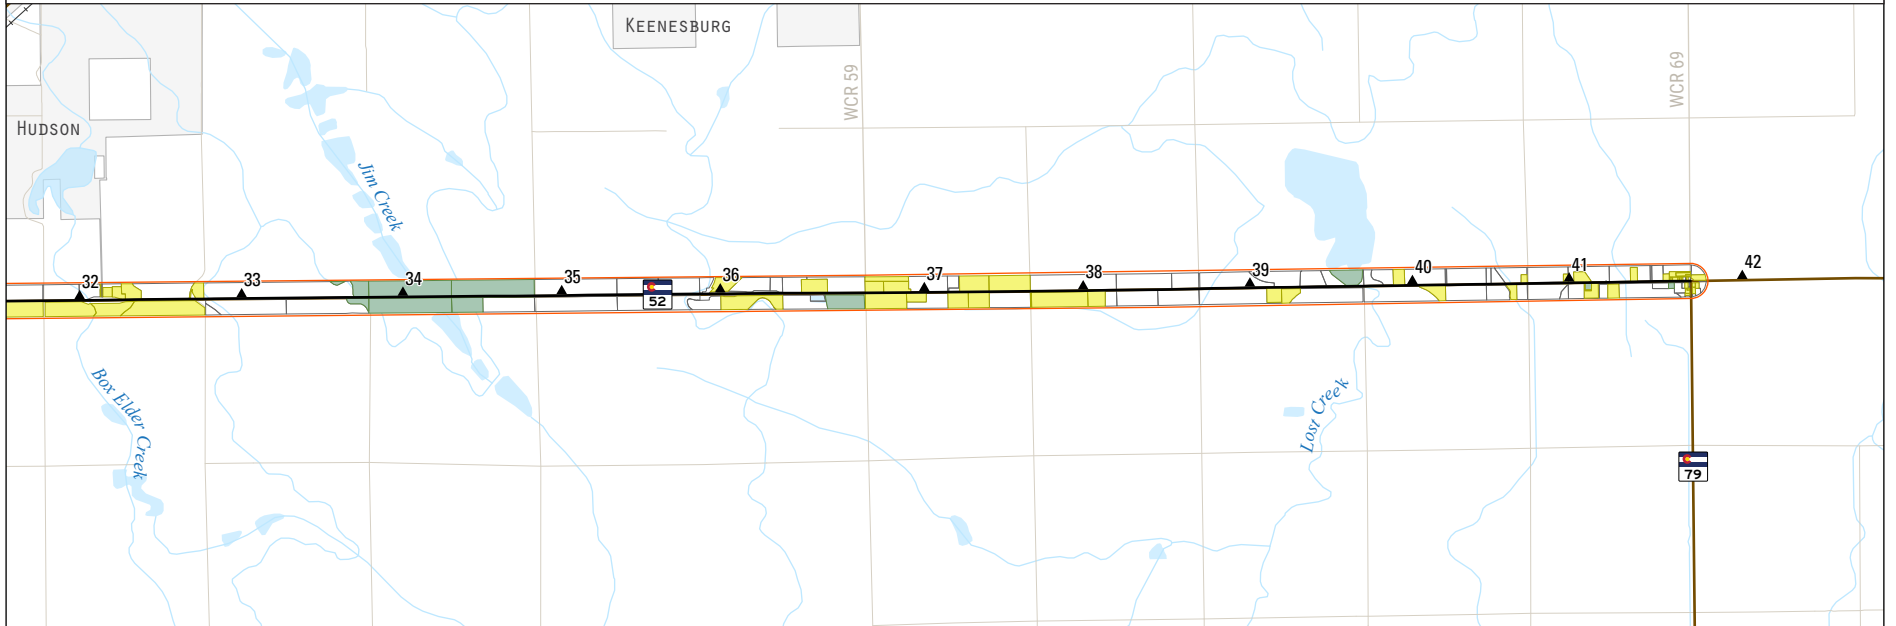 KEENESBURG
WCR 59
WCR 69
HUDSON
Jim Creek
32
33
34
35
36
37
38
39
40
41
42
52
Box Elder Creek
Lost Creek
79